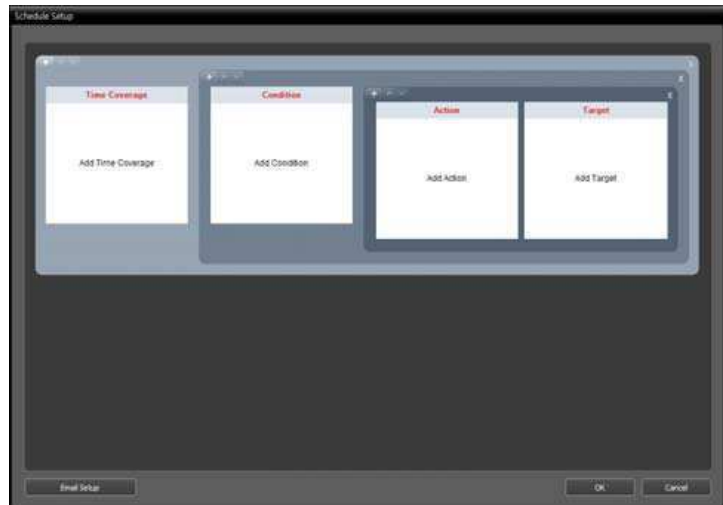 Schedule Setup
Time Coverage
Condition
Action
Target
Add Time Coverage
Add Condition
Add Action
Add Target
Email Setup
OK
Cancel